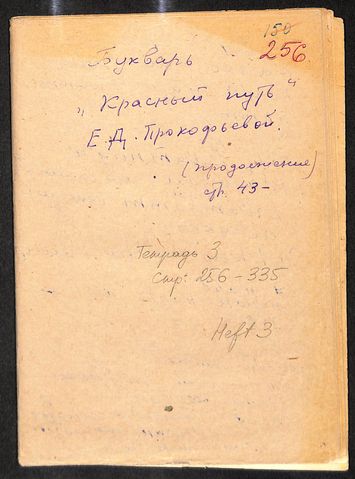 150
256
Букварь
„Красный путь“
Е.Д. Прокофьевой.
(продолжение)
стр. 43–
Тетрадь 3
Стр: 256–335
Heft 3